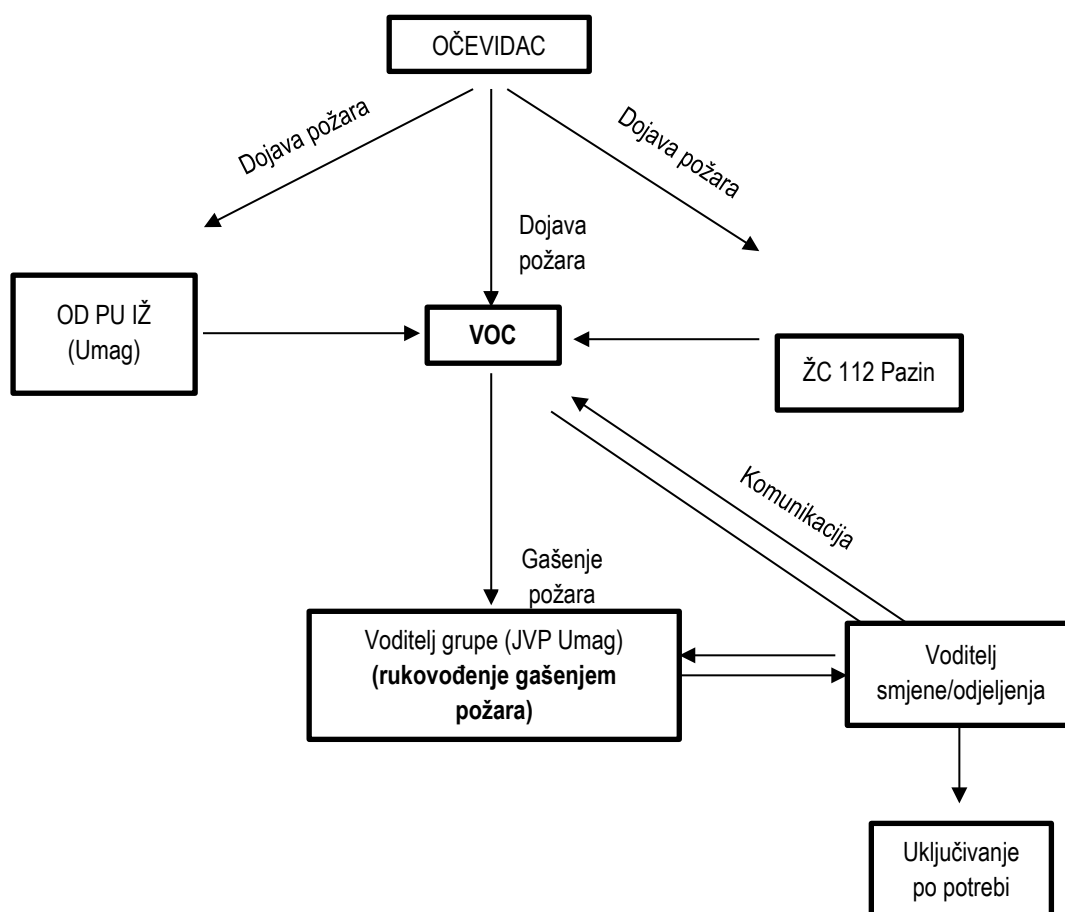 OČEVIDAC
Dojava požara
Dojava požara
Dojava
požara
OD PU IŽ
(Umag)
VOC
ŽC 112 Pazin
Komunikacija
Gašenje
požara
Voditelj grupe (JVP Umag)
(rukovođenje gašenjem
požara)
Voditelj
smjene/odjeljenja
Uključivanje
po potrebi